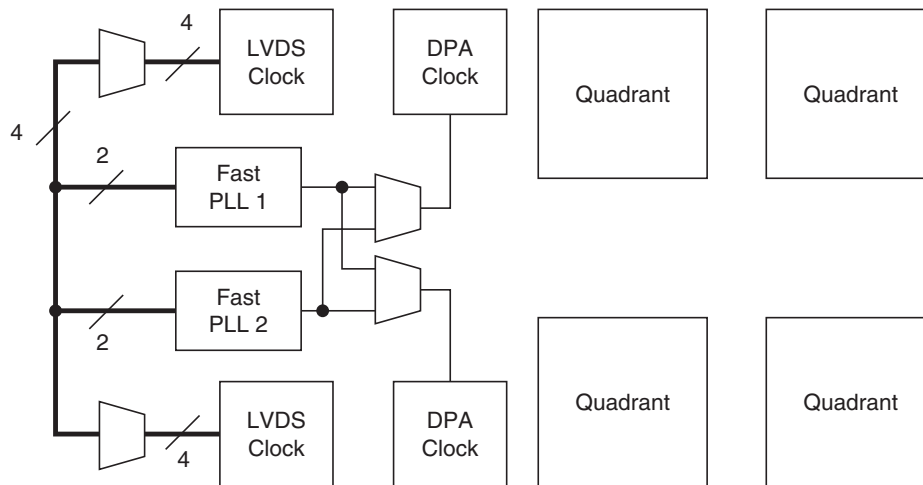 4
4
LVDS
Clock
DPA
Clock
Quadrant
Quadrant
4
2
Fast
PLL 1
Fast
PLL 2
2
LVDS
Clock
4
DPA
Clock
Quadrant
Quadrant